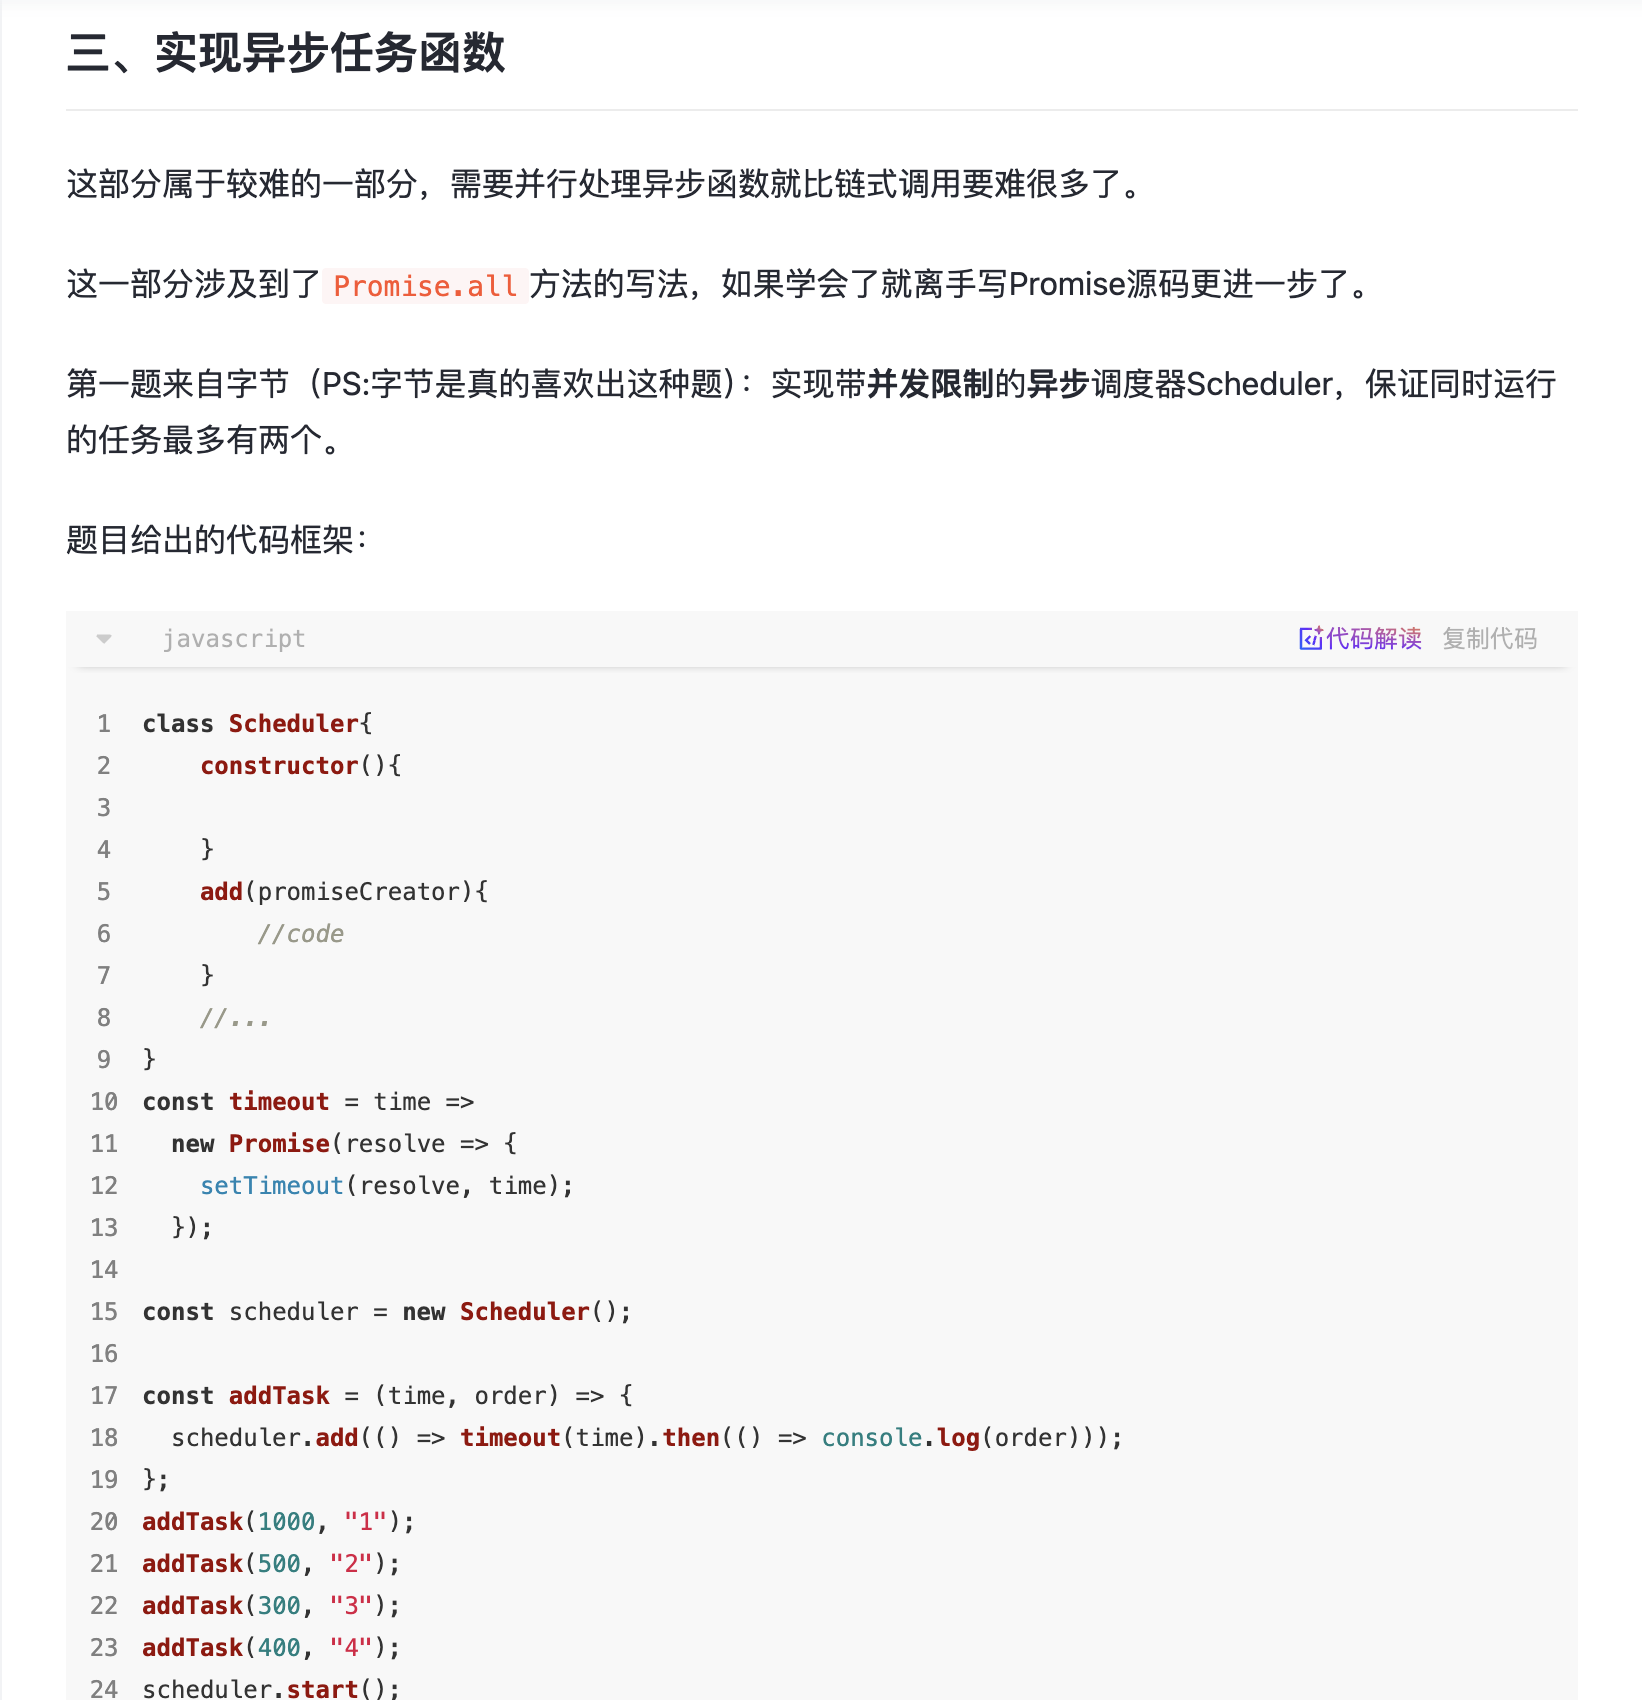 三、实现异步任务函数
这部分属于较难的一部分，需要并行处理异步函数就比链式调用要难很多了。
这一部分涉及到了 Promise.all 方法的写法，如果学会了就离手写Promise源码更进一步了。
第一题来自字节（PS:字节是真的喜欢出这种题）：实现带并发限制的异步调度器Scheduler，保证同时运行
的任务最多有两个。
题目给出的代码框架：
javascript 代码解读 复制代码
1 class Scheduler{
2     constructor(){
3
4     }
5     add(promiseCreator){
6         //code
7     }
8     //...
9 }
10 const timeout = time =>
11   new Promise(resolve => {
12     setTimeout(resolve, time);
13   });
14
15 const scheduler = new Scheduler();
16
17 const addTask = (time, order) => {
18   scheduler.add(() => timeout(time).then(() => console.log(order)));
19 };
20 addTask(1000, "1");
21 addTask(500, "2");
22 addTask(300, "3");
23 addTask(400, "4");
24 scheduler.start();